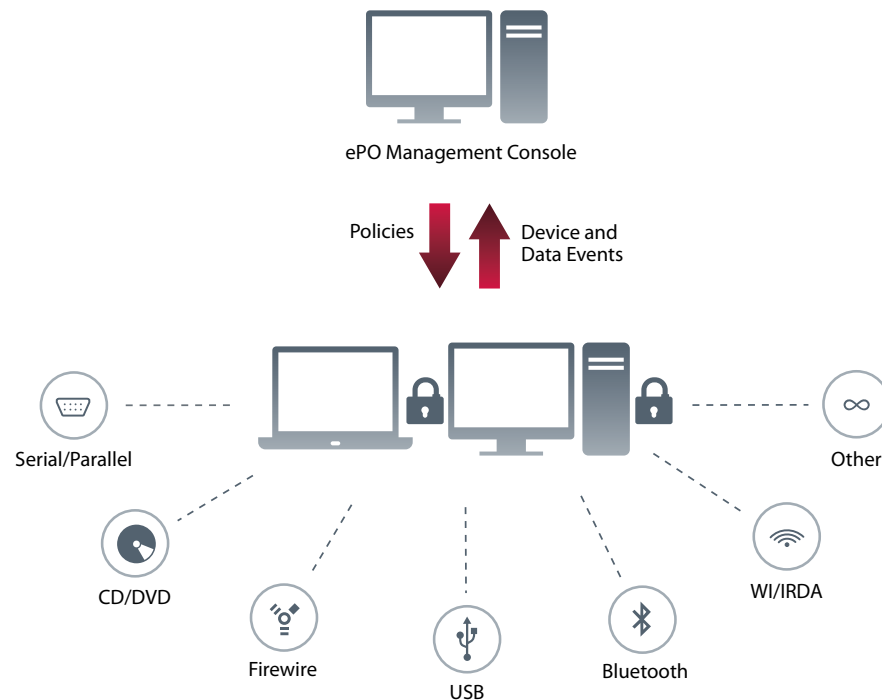 ePO Management Console
Policies
Device and
Data Events
Serial/Parallel
Other
CD/DVD
WI/IRDA
Firewire
Bluetooth
USB